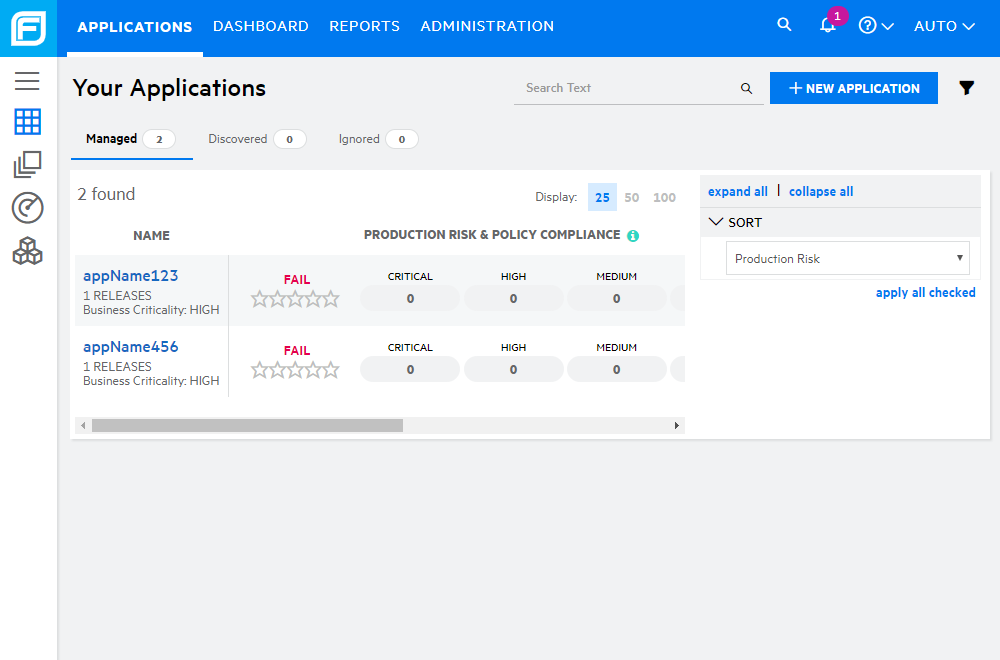 APPLICATIONS DASHBOARD REPORTS ADMINISTRATION 1 AUTO
Your Applications
Search Text
NEW APPLICATION
Managed 2 Discovered 0 Ignored 0
2 found
Display: 25 50 100
NAME PRODUCTION RISK & POLICY COMPLIANCE
appName123
1 RELEASES
Business Criticality: HIGH
FAIL
CRITICAL HIGH MEDIUM
0 0 0
appName456
1 RELEASES
Business Criticality: HIGH
FAIL
CRITICAL HIGH MEDIUM
0 0 0
expand all | collapse all
SORT
Production Risk
apply all checked